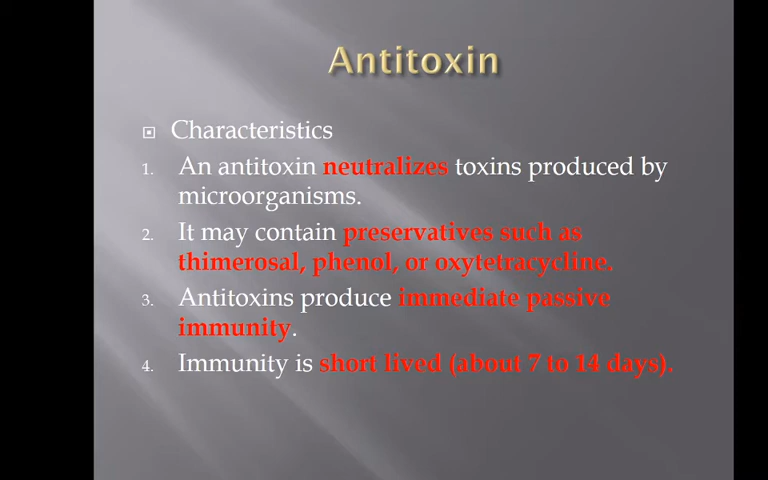 Antitoxin
Characteristics
1. An antitoxin neutralizes toxins produced by
microorganisms.
2. It may contain preservatives such as
thimerosal, phenol, or oxytetracycline.
3. Antitoxins produce immediate passive
immunity.
4. Immunity is short lived (about 7 to 14 days).